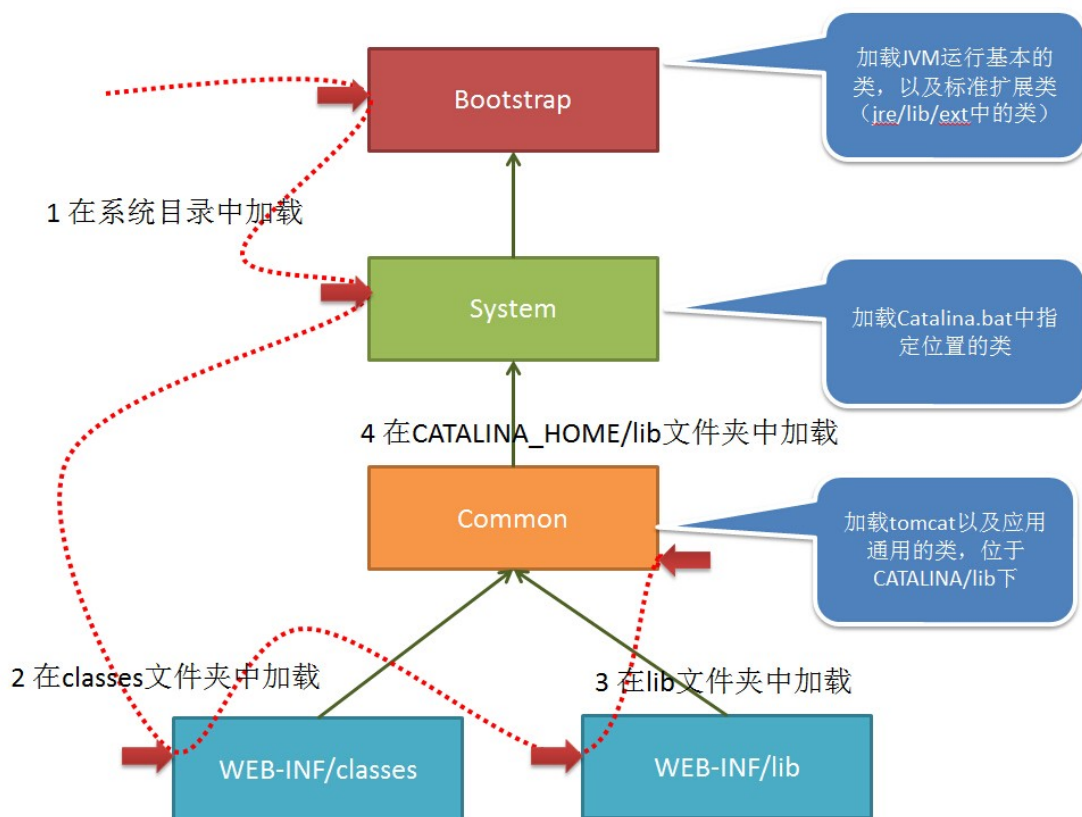 Bootstrap
加载JVM运行基本的
类，以及标准扩展类
（jre/lib/ext中的类）
1 在系统目录中加载
System
加载Catalina.bat中指
定位置的类
4 在CATALINA_HOME/lib文件夹中加载
Common
加载tomcat以及应用
通用的类，位于
CATALINA/lib下
2 在classes文件夹中加载
3 在lib文件夹中加载
WEB-INF/classes
WEB-INF/lib